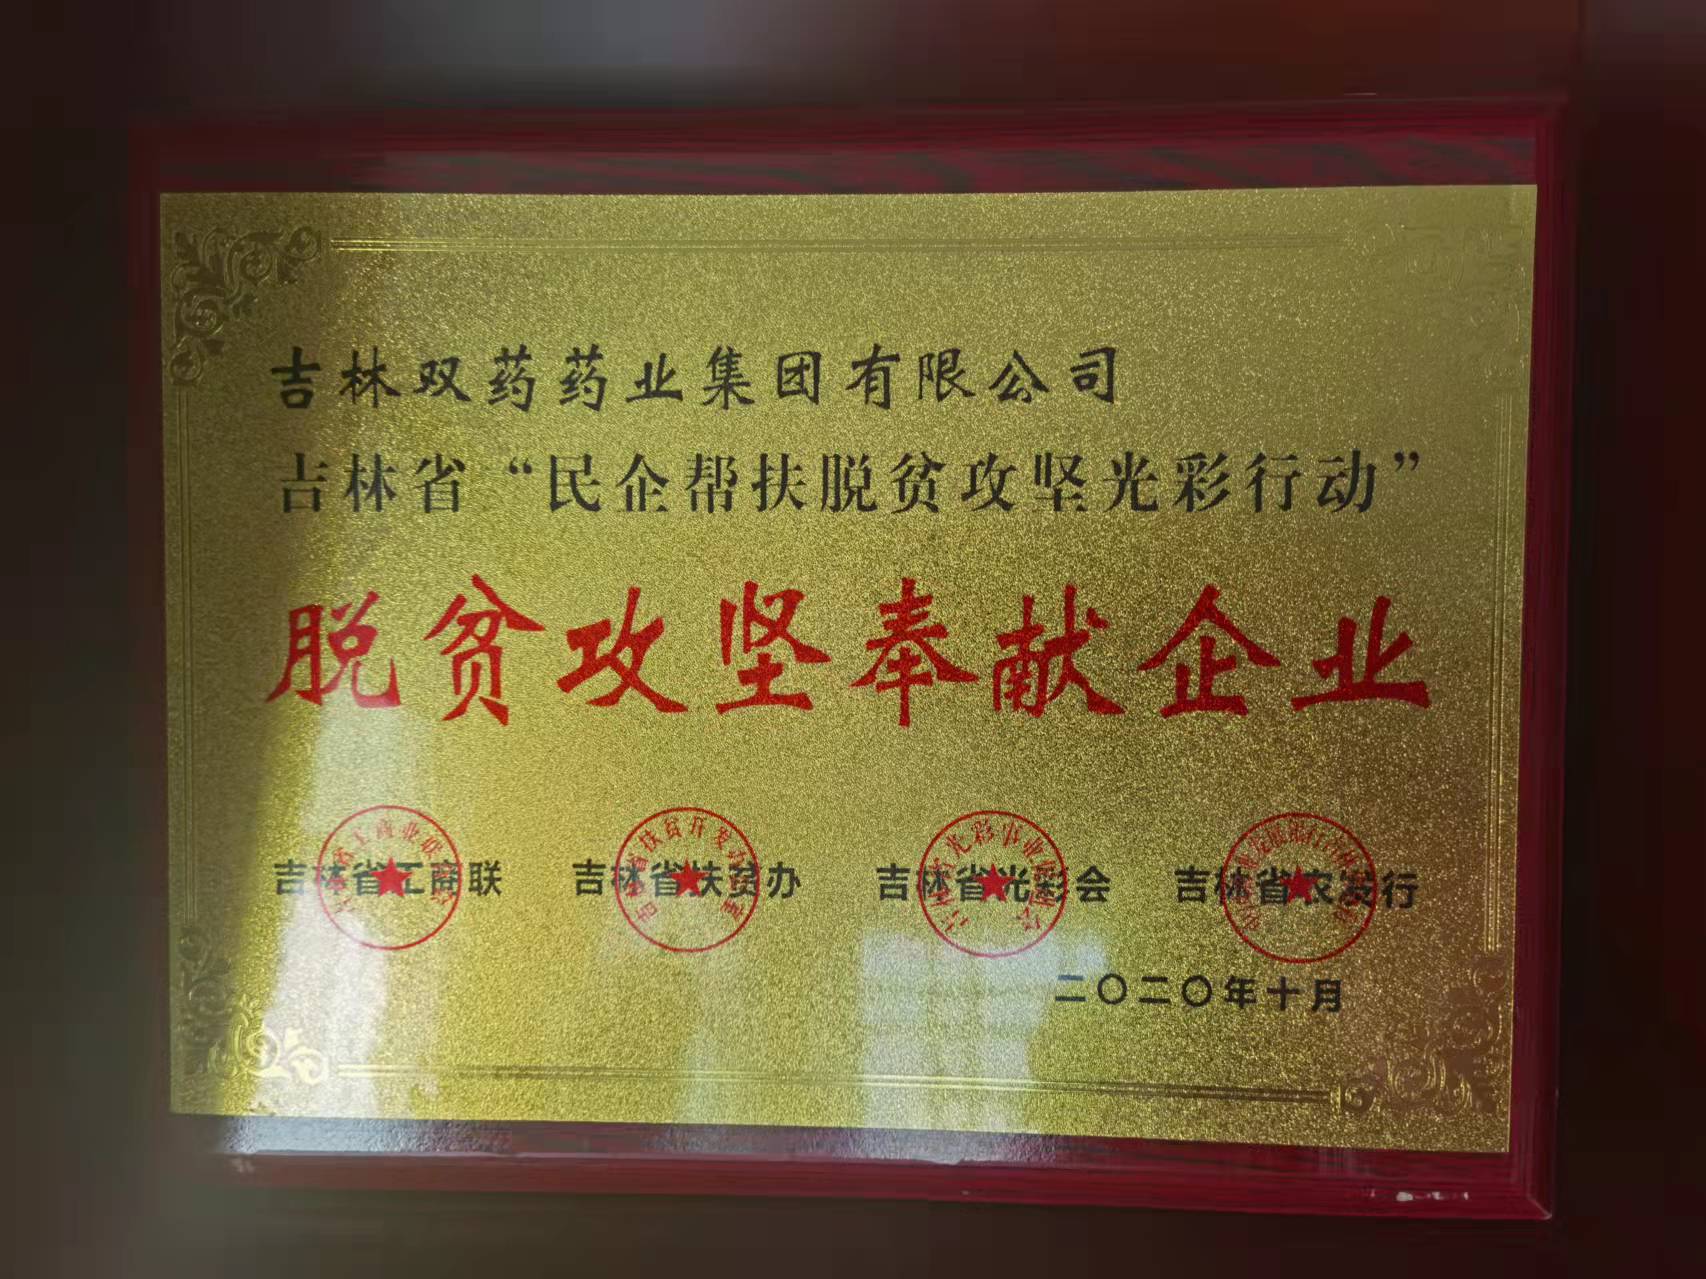 吉林双药药业集团有限公司
吉林省“民企帮扶脱贫攻坚光彩行动”
脱贫攻坚奉献企业
吉林省工商联 吉林省扶贫办 吉林省光彩会 吉林省农发行
二〇二〇年十月